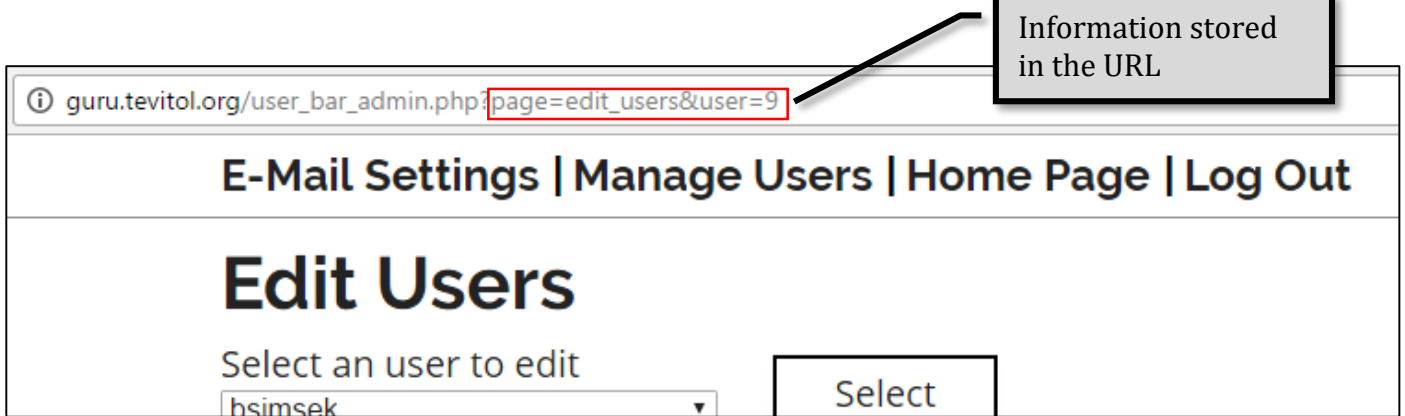 Information stored
in the URL
guru.tevitol.org/user_bar_admin.php?page=edit_users&user=9
E-Mail Settings | Manage Users | Home Page | Log Out
Edit Users
Select an user to edit
bsimsek
Select